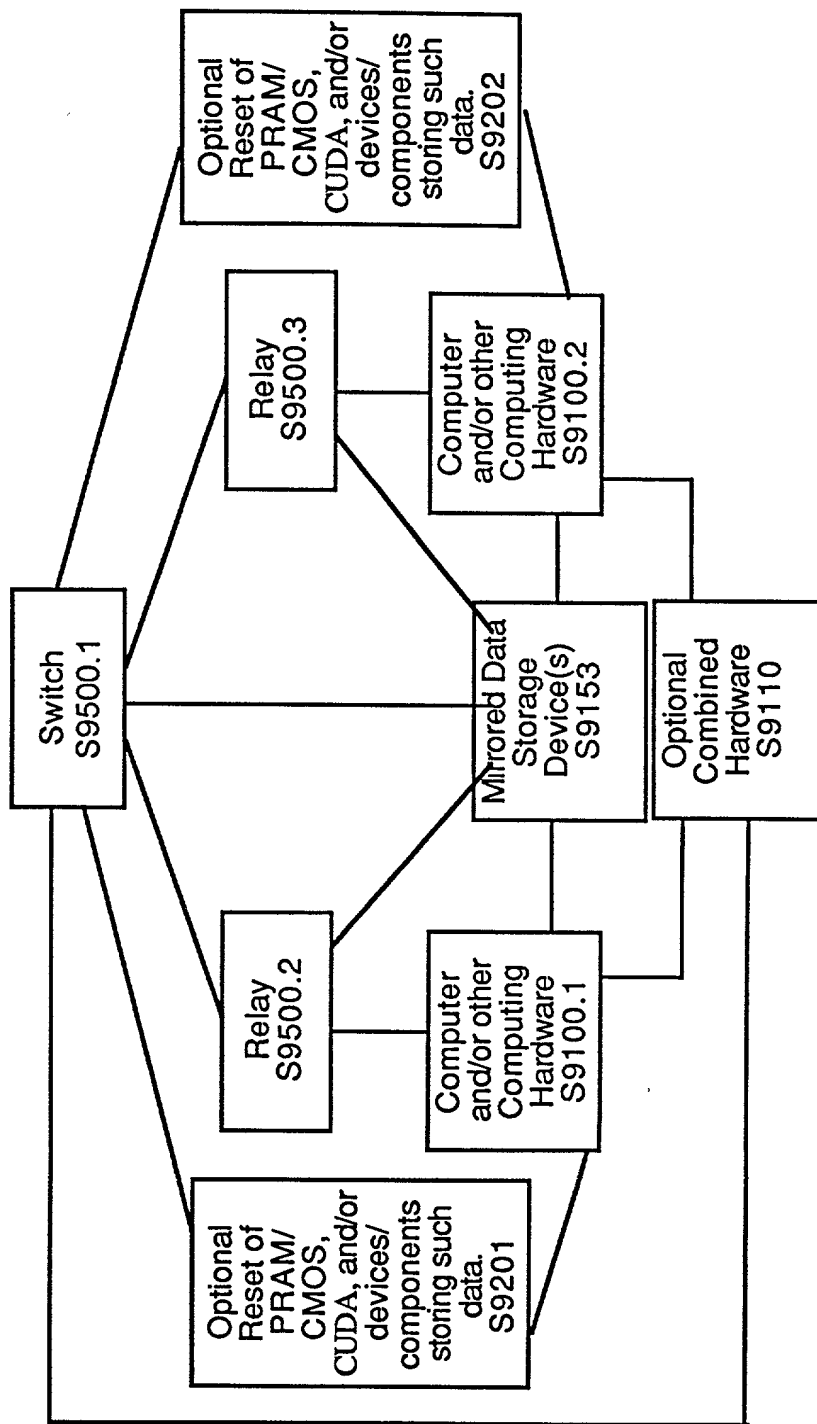 Switch
S9500.1
Optional
Reset of
PRAM/
CMOS,
CUDA, and/or
devices/
components
storing such
data.
S9201
Relay
S9500.2
Relay
S9500.3
Optional
Reset of
PRAM/
CMOS,
CUDA, and/or
devices/
components
storing such
data.
S9202
Computer
and/or other
Computing
Hardware
S9100.1
Mirrored Data
Storage
Device(s)
S9153
Computer
and/or other
Computing
Hardware
S9100.2
Optional
Combined
Hardware
S9110